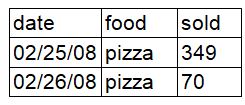 date food sold
02/25/08 pizza 349
02/26/08 pizza 70